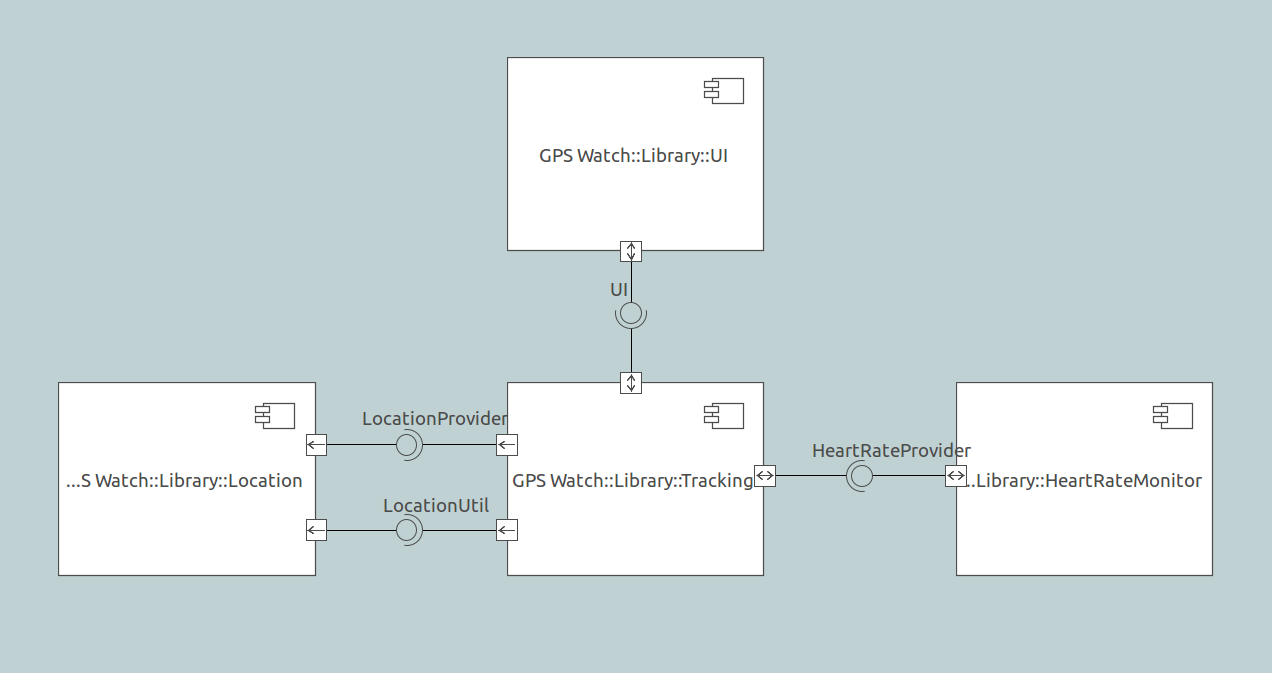 GPS Watch::Library::UI
UI
LocationProvider
HeartRateProvider
...S Watch::Library::Location
GPS Watch::Library::Tracking
..Library::HeartRateMonitor
LocationUtil